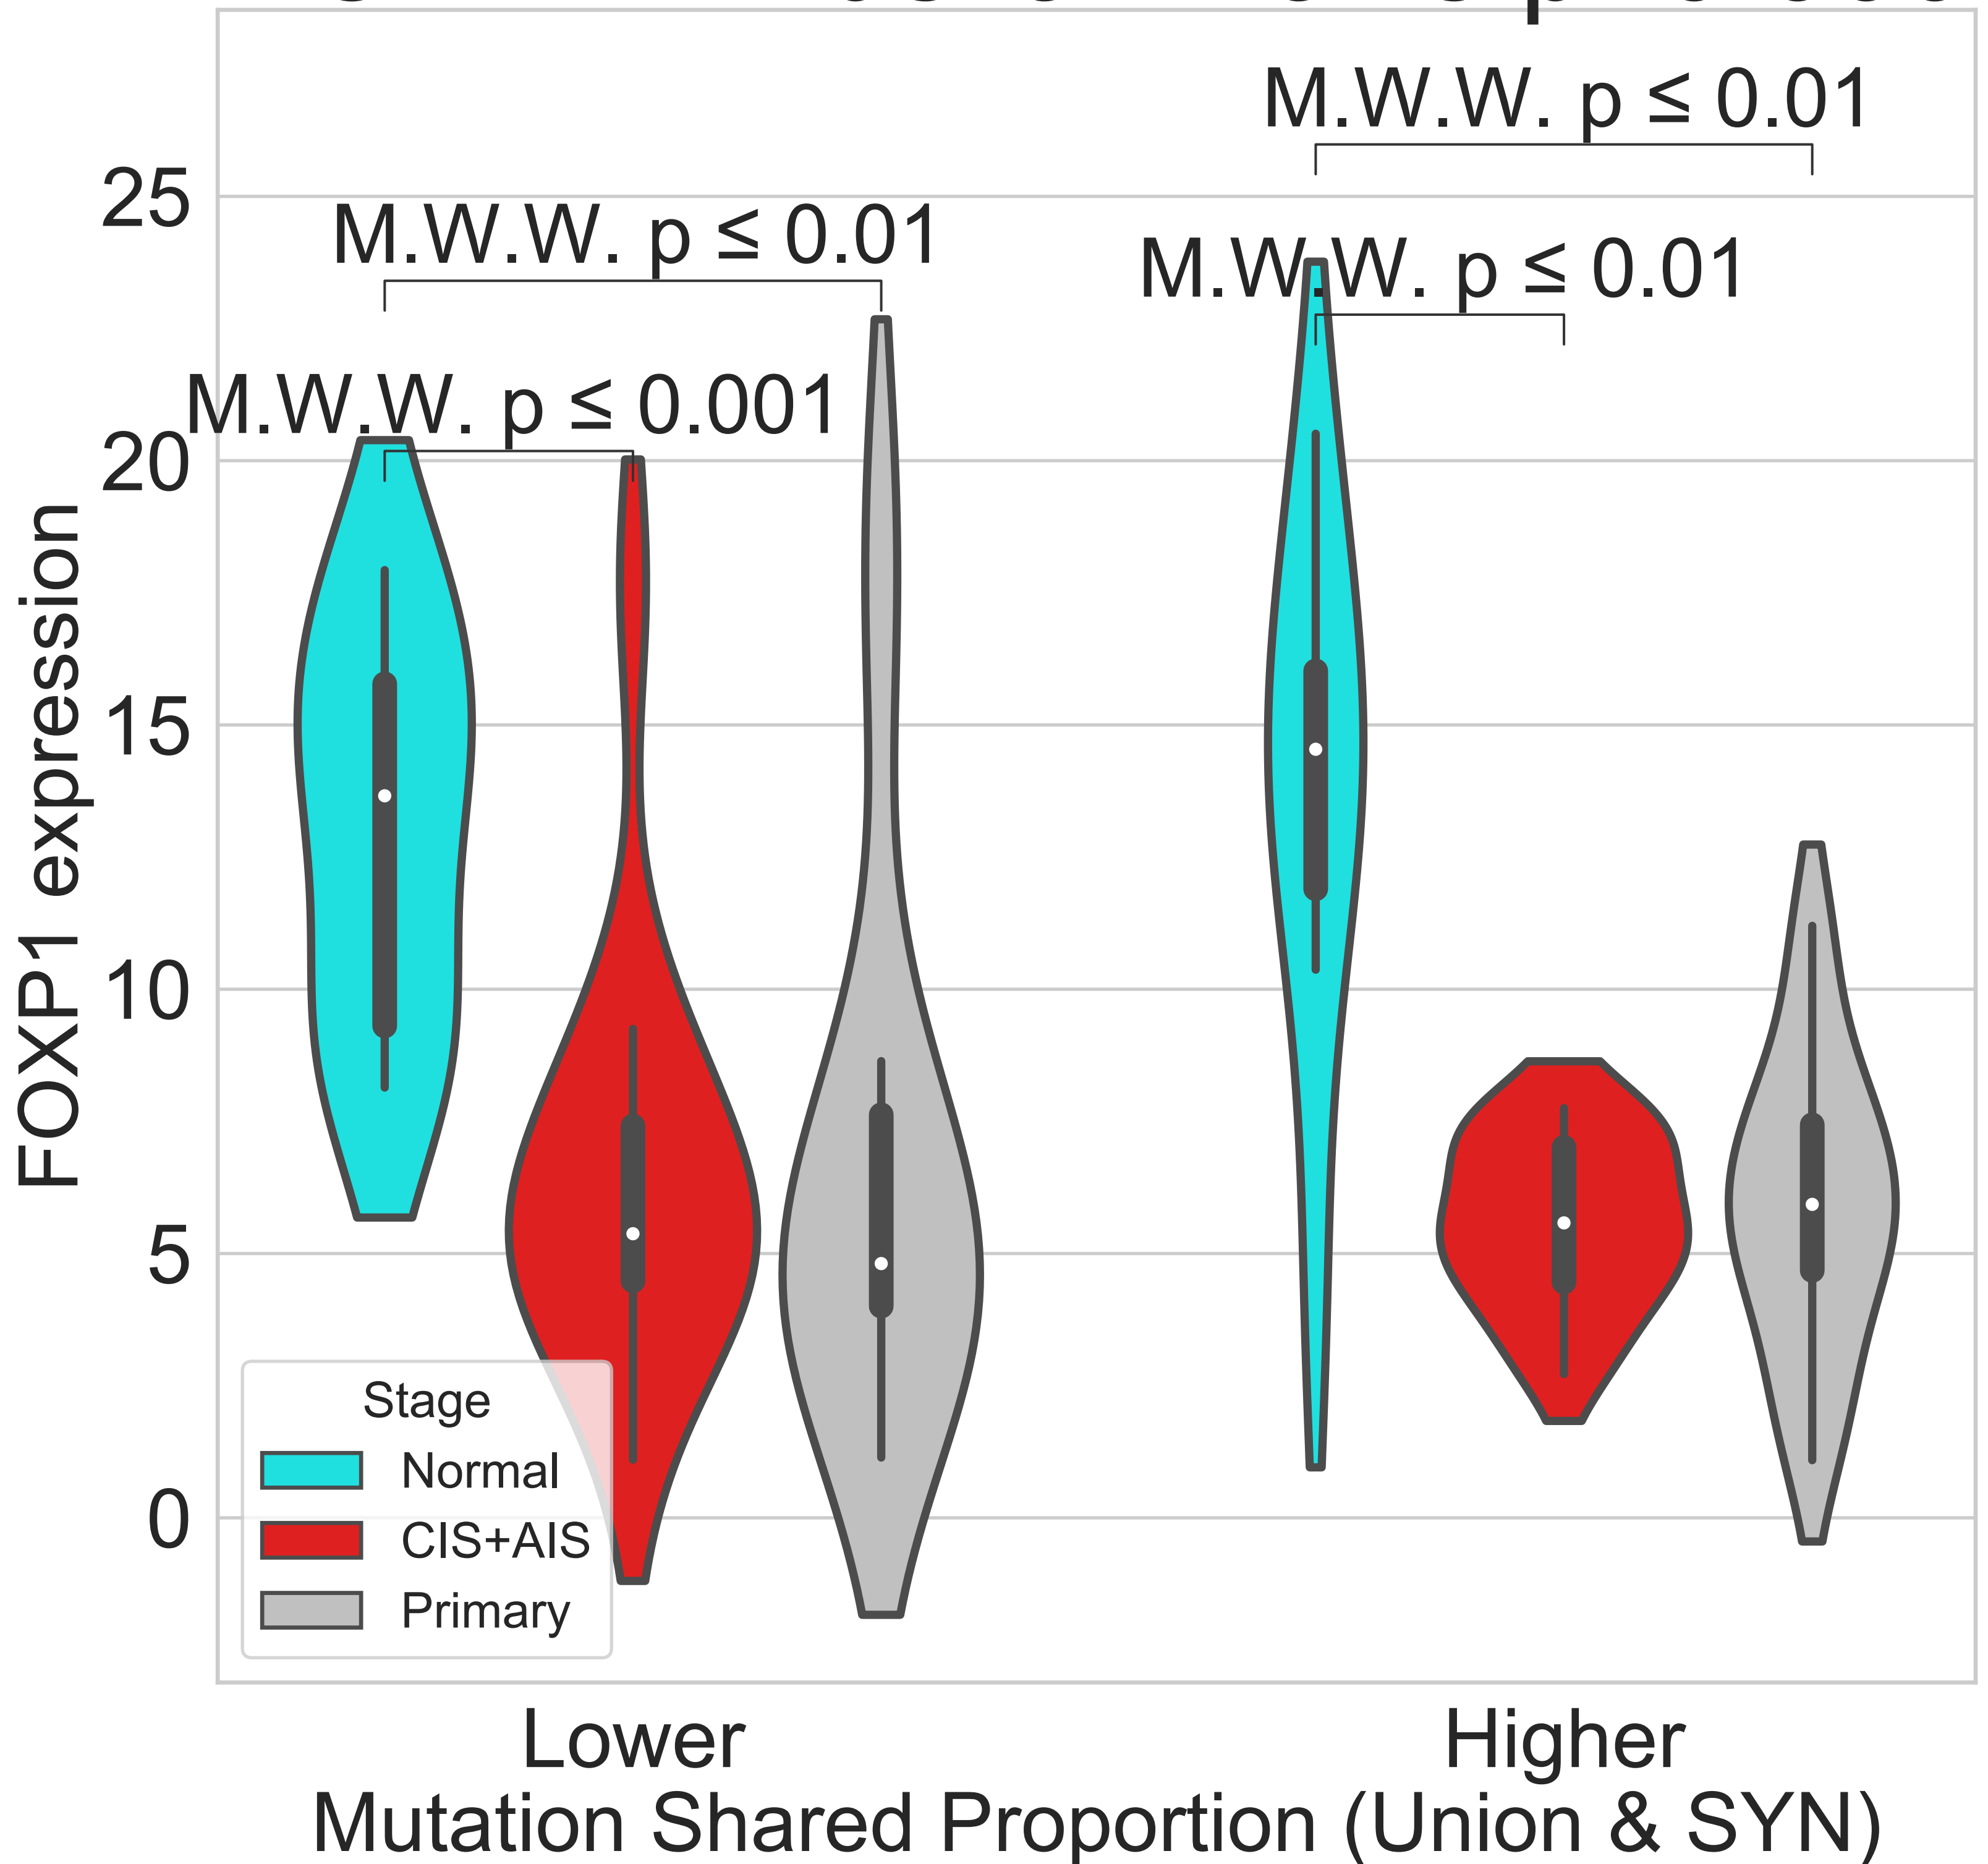 M.W.W. p ≤ 0.01
M.W.W. p ≤ 0.01
M.W.W. p ≤ 0.01
M.W.W. p ≤ 0.001
25
20
15
10
5
0
FOXP1 expression
Stage
Normal
CIS+AIS
Primary
Lower
Higher
Mutation Shared Proportion (Union & SYN)